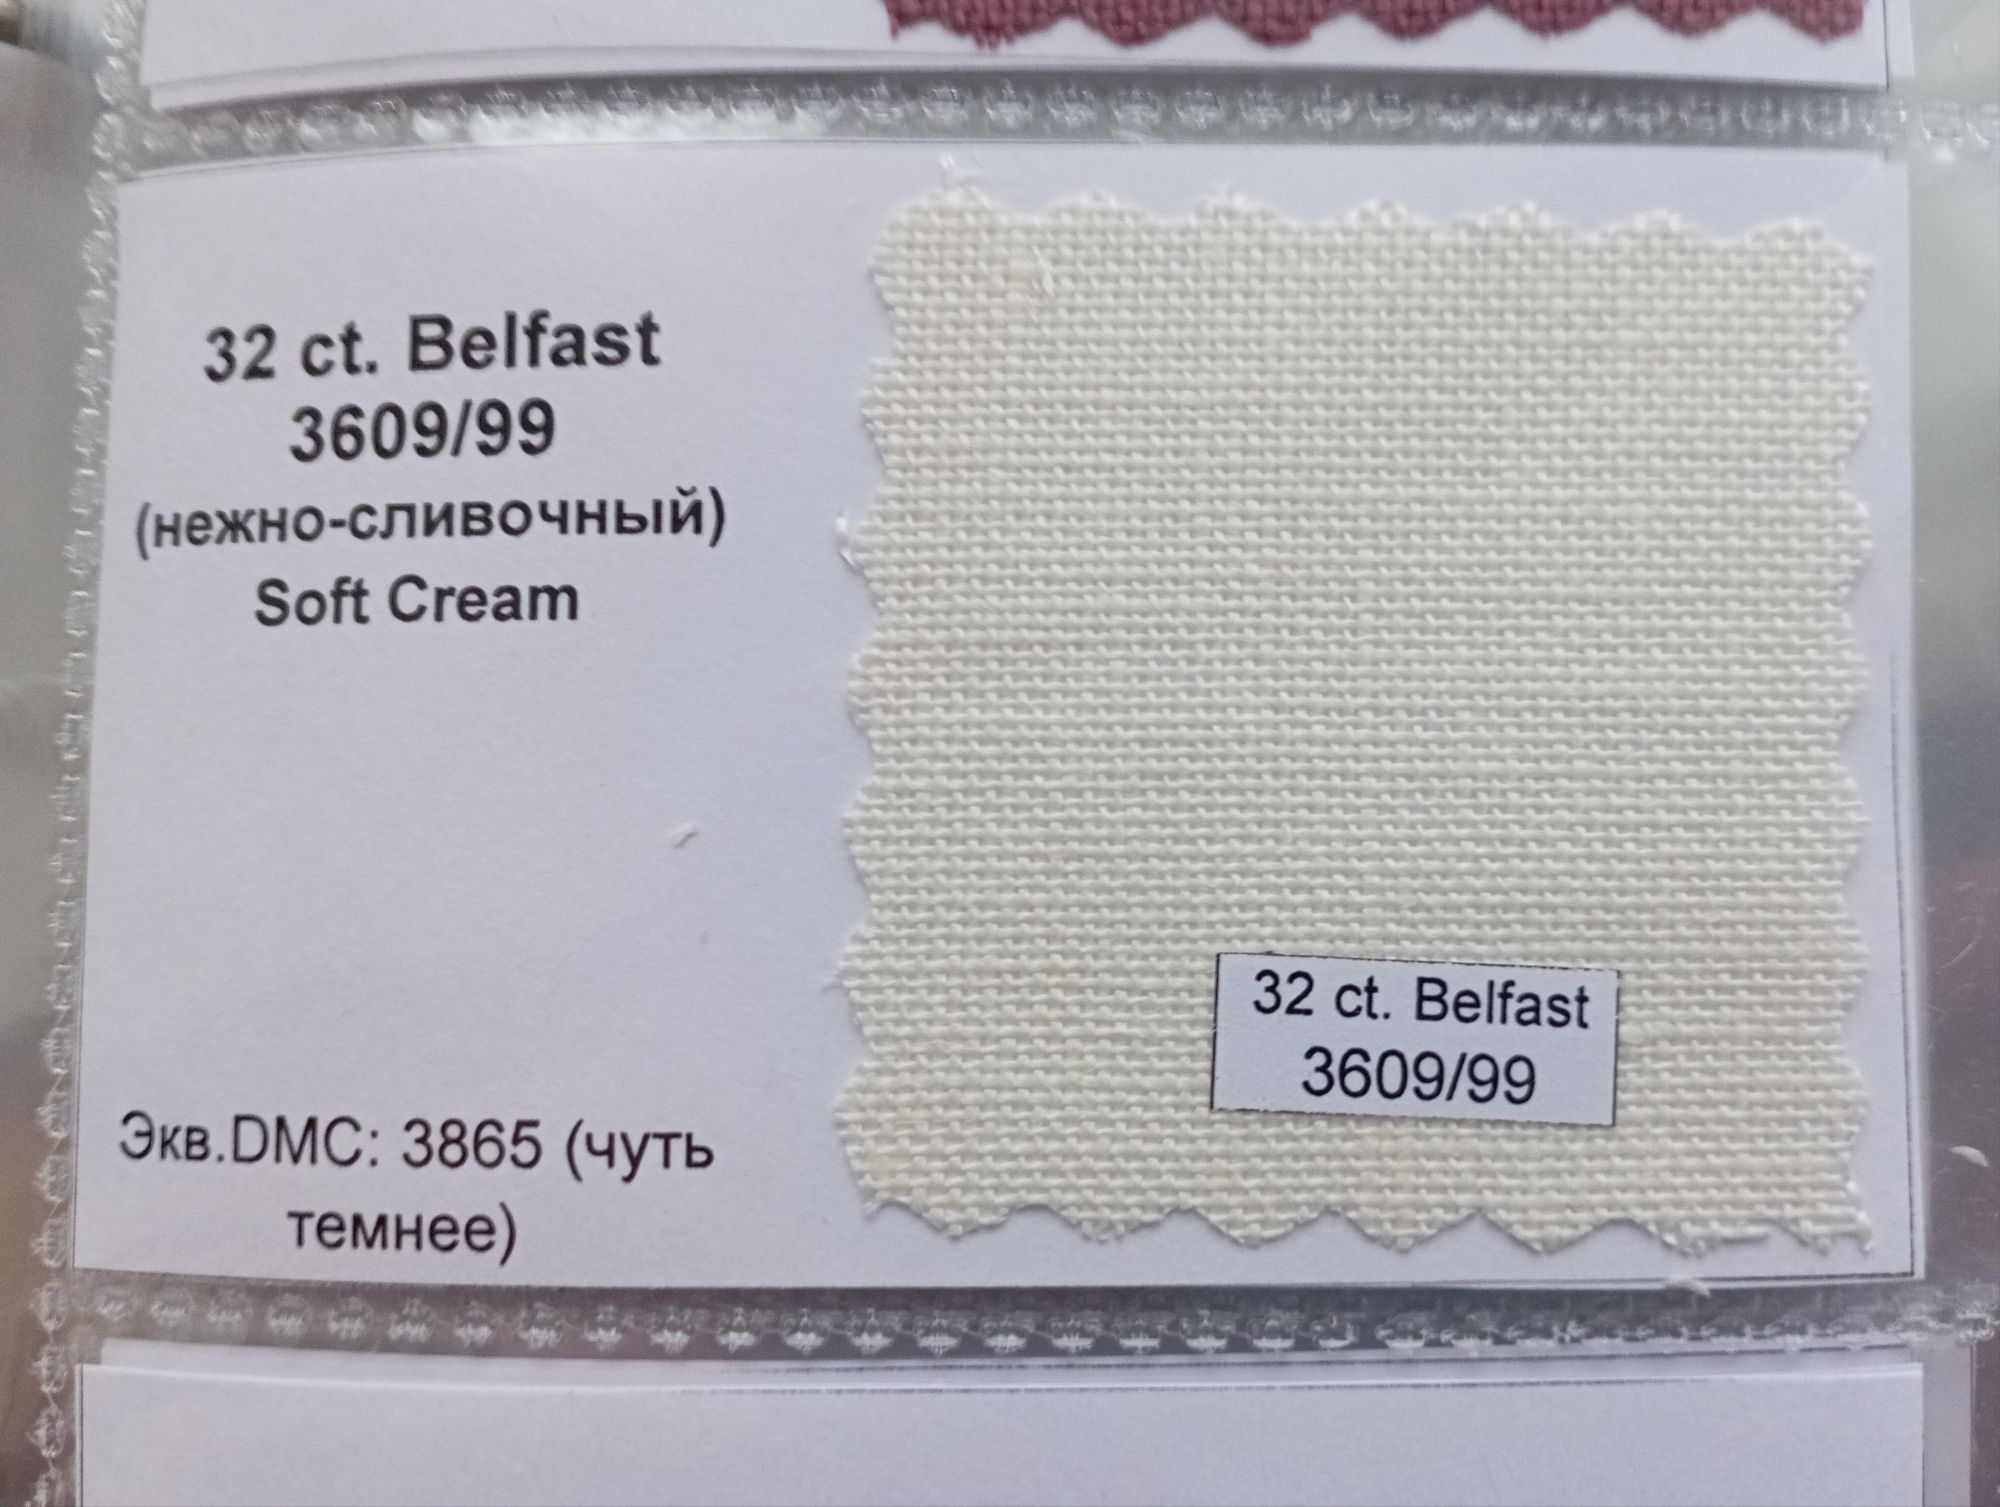 32 ct. Belfast
3609/99
(нежно-сливочный)
Soft Cream
Экв.DMC: 3865 (чуть
темнее)
32 ct. Belfast
3609/99